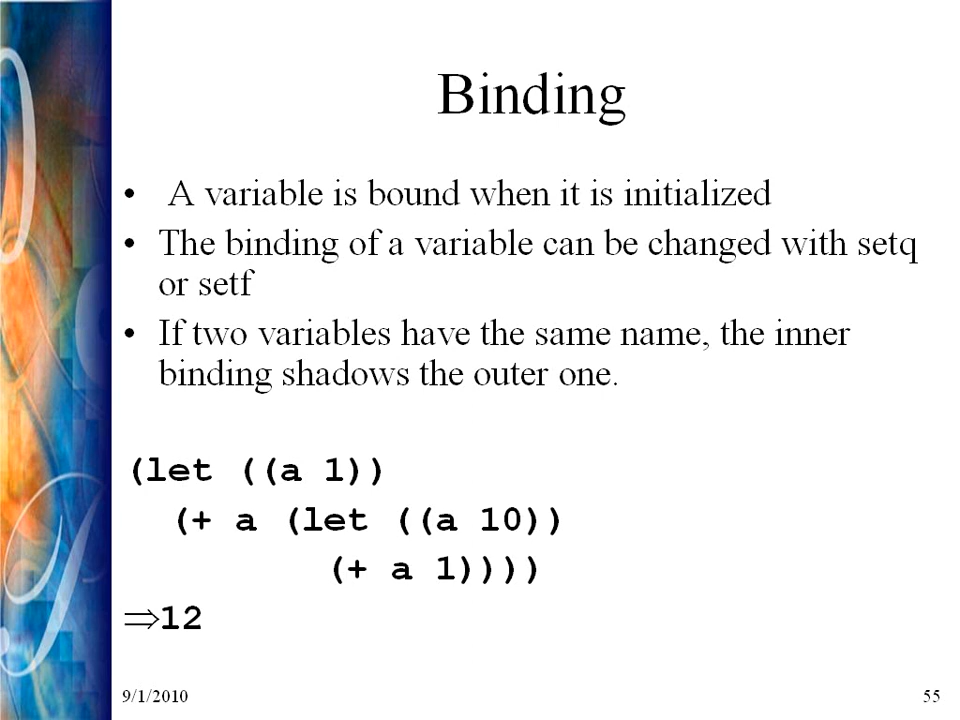 Binding
• A variable is bound when it is initialized
• The binding of a variable can be changed with setq
or setf
• If two variables have the same name, the inner
binding shadows the outer one.
(let ((a 1))
(+ a (let ((a 10))
(+ a 1))))
⇒12
9/1/2010
55